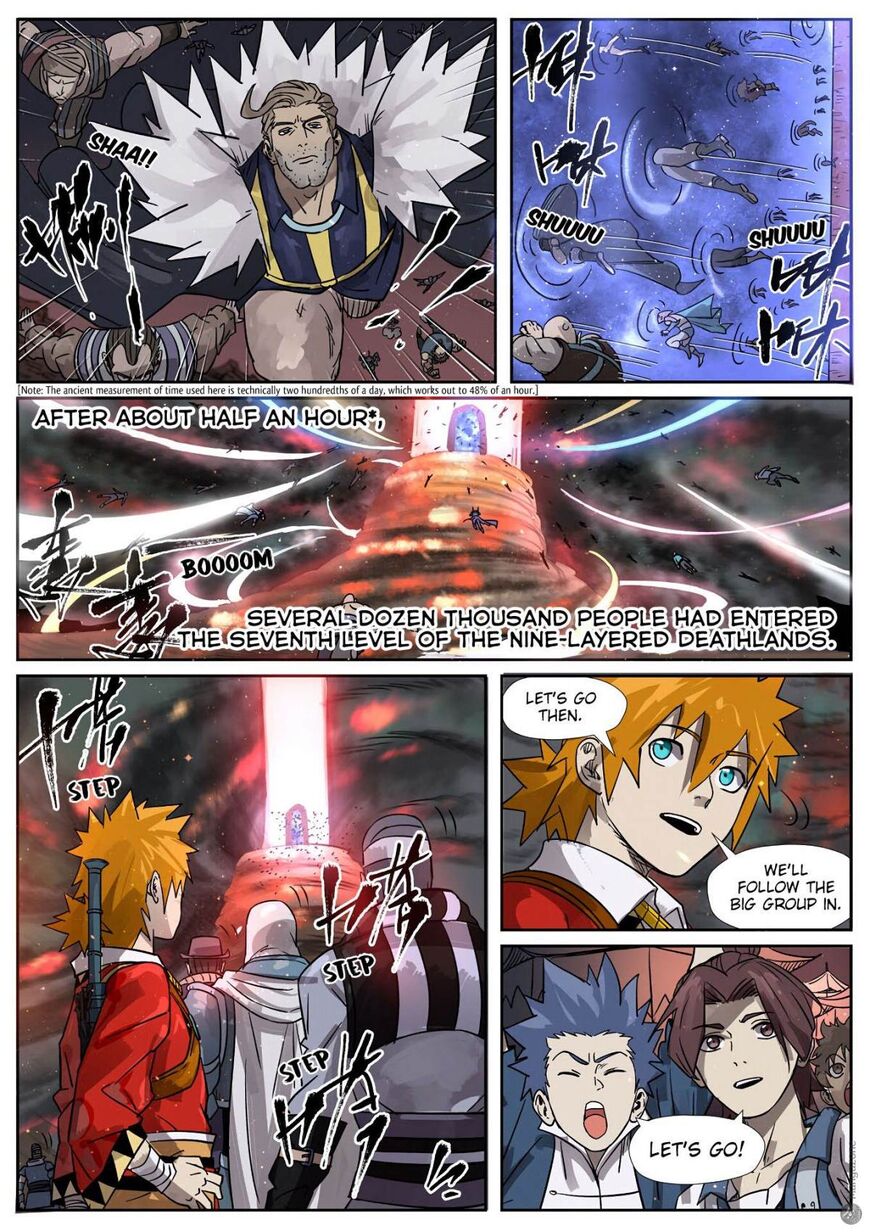 SHAA!!
SHUUUU
SHUUUU
[Note: The ancient measurement of time used here is technically two hundredths of a day, which works out to 48% of an hour.]
AFTER ABOUT HALF AN HOUR*,
BOOOOM
SEVERAL DOZEN THOUSAND PEOPLE HAD ENTERED
THE SEVENTH LEVEL OF THE NINE-LAYERED DEATHLANDS.
STEP
STEP
STEP
LET'S GO
THEN.
WE'LL
FOLLOW THE
BIG GROUP IN.
LET'S GO!